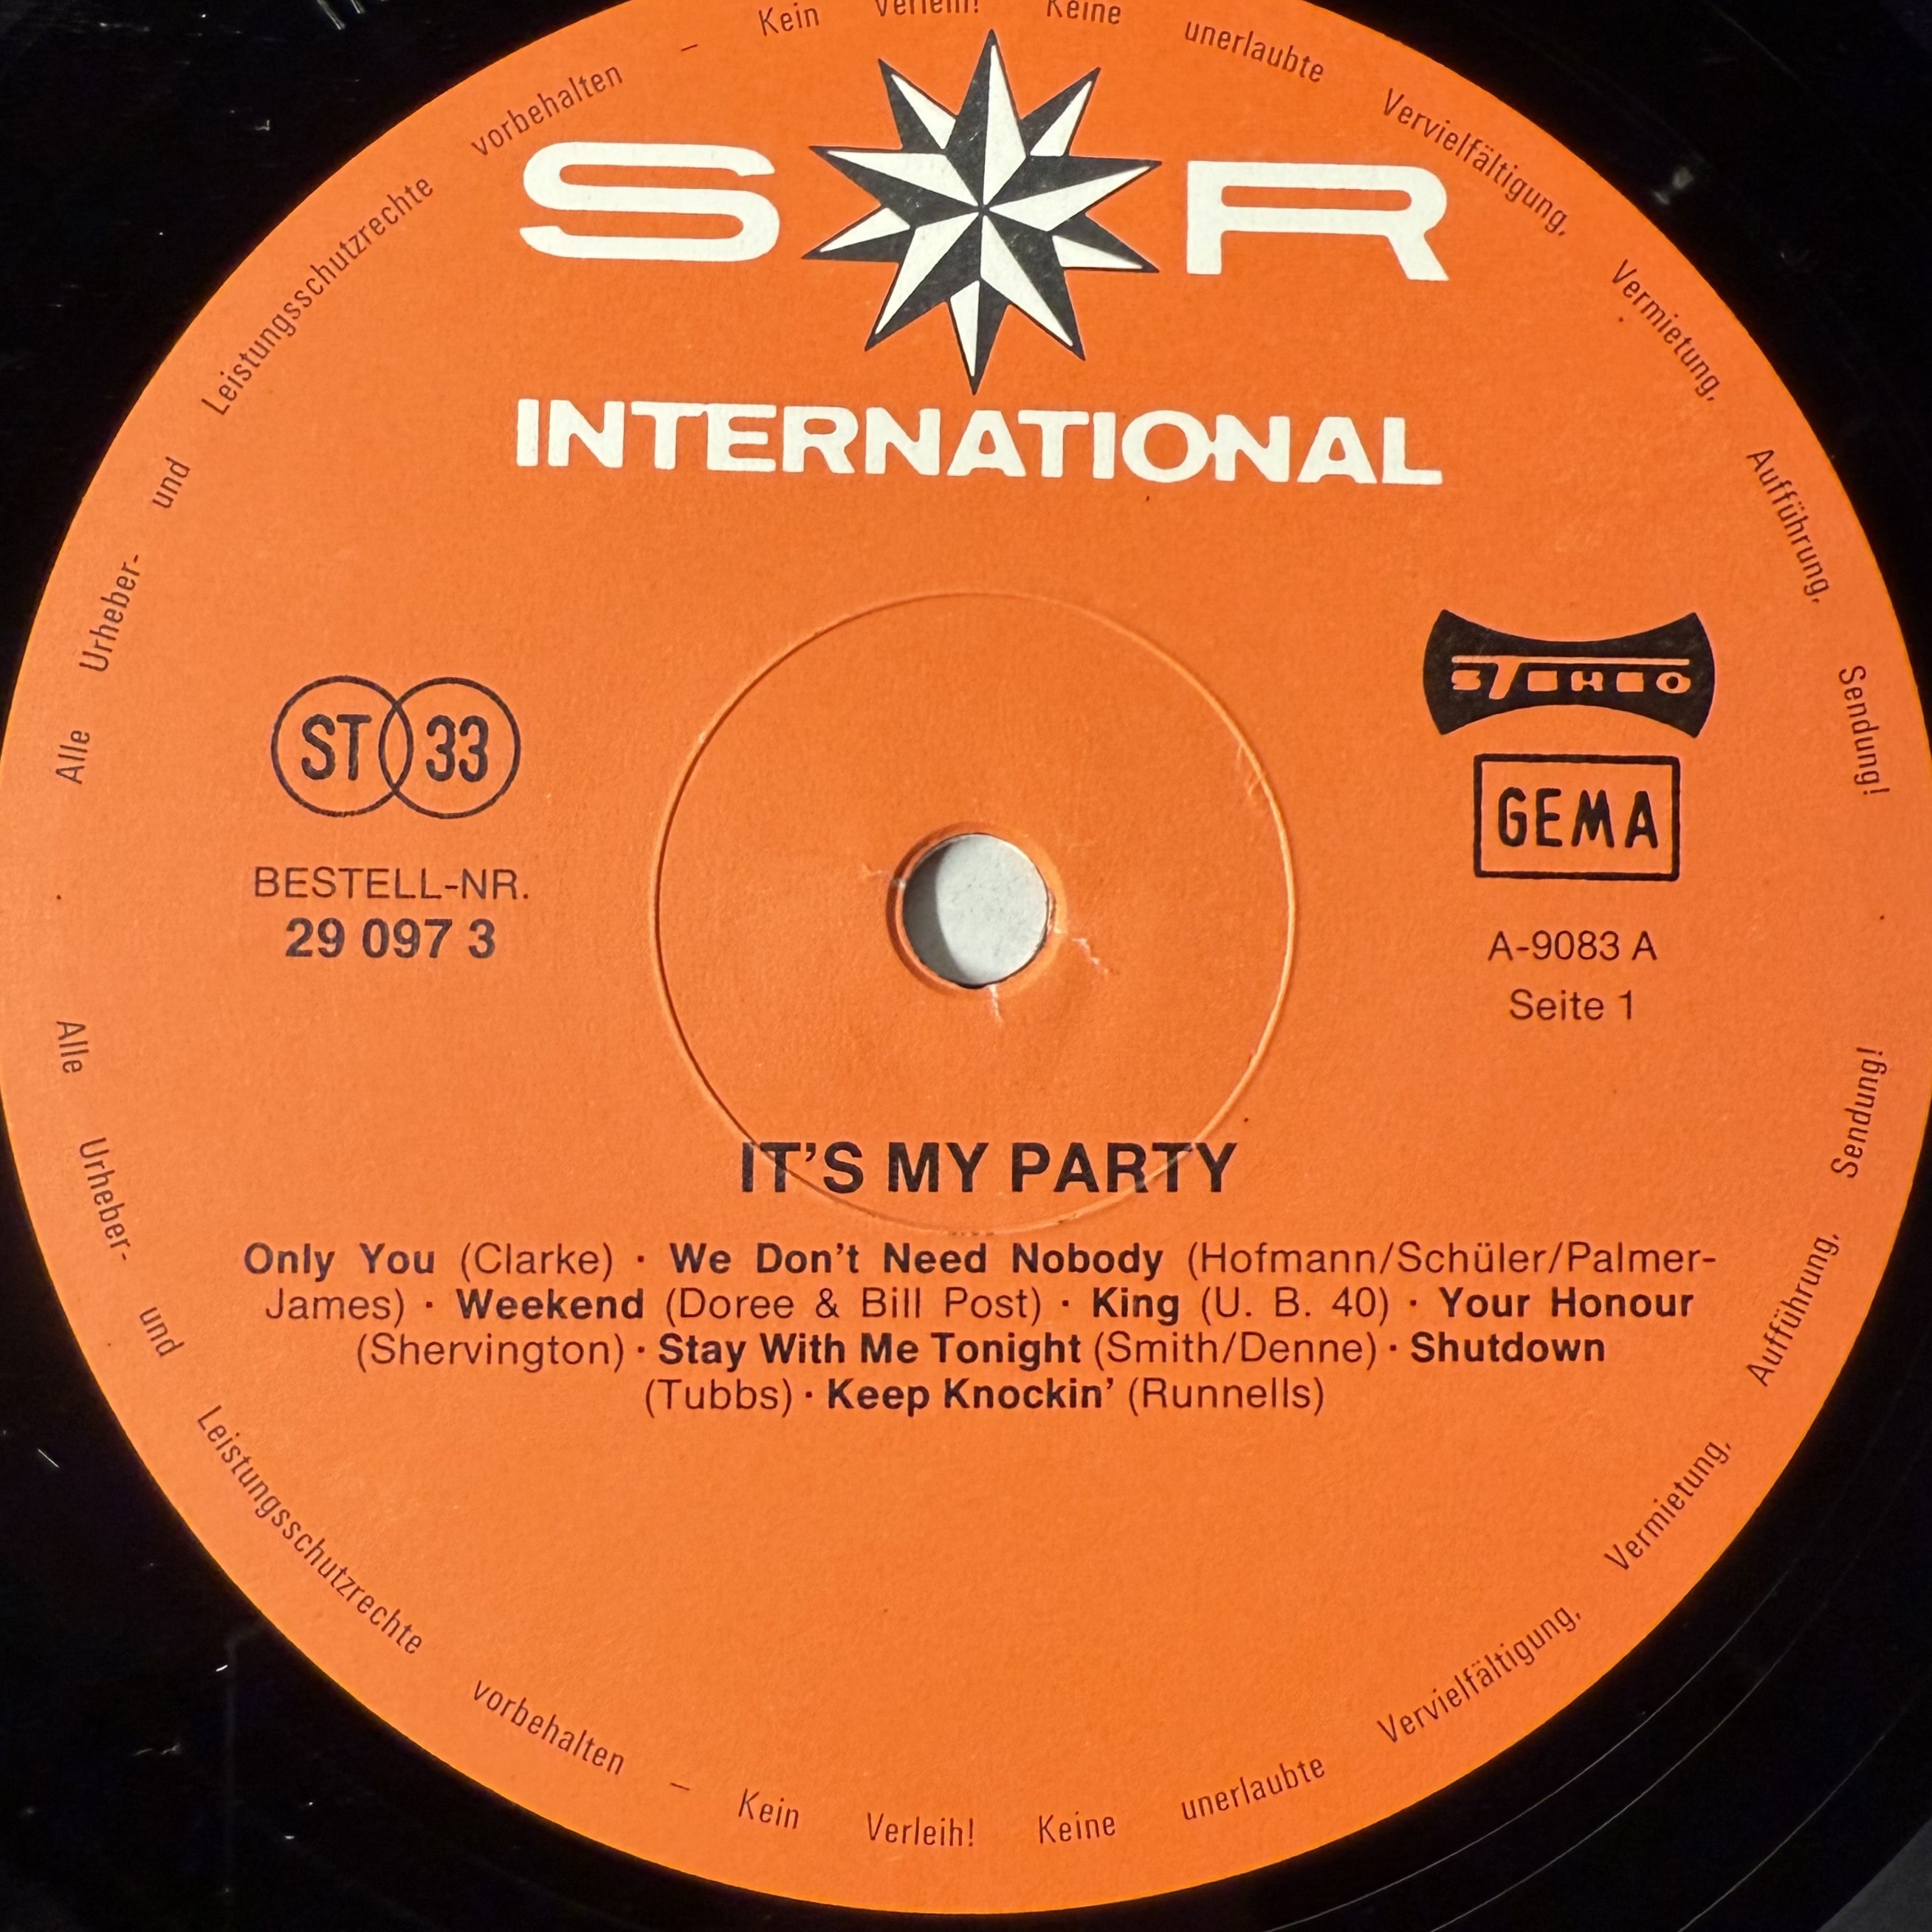 Alle Urheber- und Leistungsschutzrechte vorbehalten – Kein Verleih! Keine unerlaubte Vervielfältigung, Vermietung, Aufführung, Sendung!
S R
INTERNATIONAL
ST 33
BESTELL-NR.
29 097 3
STEREO
GEMA
A-9083 A
Seite 1
IT'S MY PARTY
Only You (Clarke) · We Don't Need Nobody (Hofmann/Schüler/Palmer-
James) · Weekend (Doree & Bill Post) · King (U. B. 40) · Your Honour
(Shervington) · Stay With Me Tonight (Smith/Denne) · Shutdown
(Tubbs) · Keep Knockin' (Runnells)
Alle Urheber- und Leistungsschutzrechte vorbehalten – Kein Verleih! Keine unerlaubte Vervielfältigung, Vermietung, Aufführung, Sendung!